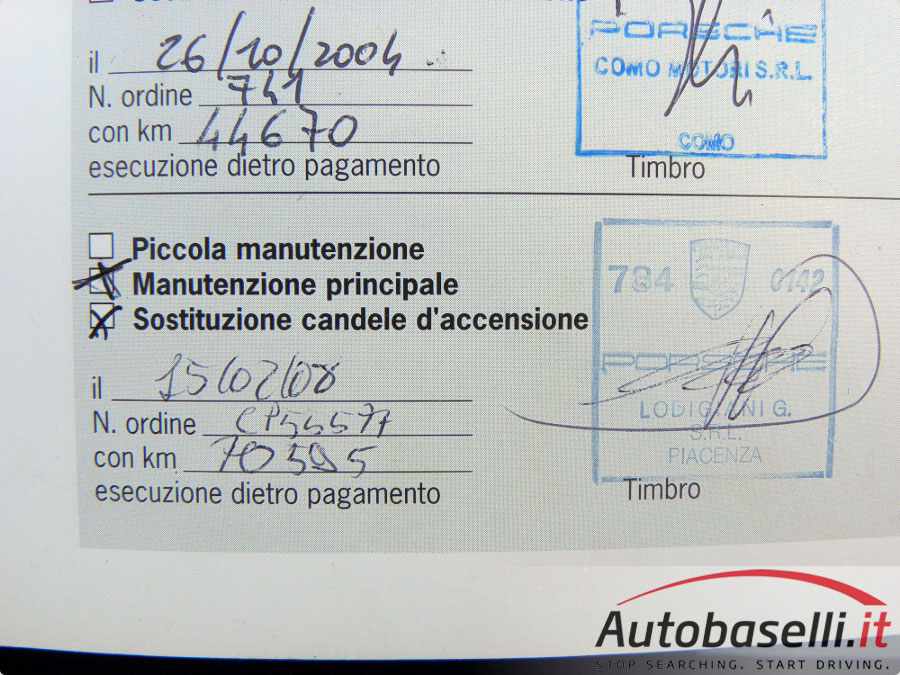 il 26/10/2004
N. ordine 741
con km 44670
esecuzione dietro pagamento
PORSCHE
COMO MOTORI S.R.L.
COMO
Timbro
Piccola manutenzione
Manutenzione principale
Sostituzione candele d'accensione
il 15/02/08
N. ordine
con km 70595
esecuzione dietro pagamento
784 0142
PORSCHE
LODIGIANI G.
S.R.L.
PIACENZA
Timbro
Autobaselli.it
STOP SEARCHING. START DRIVING.